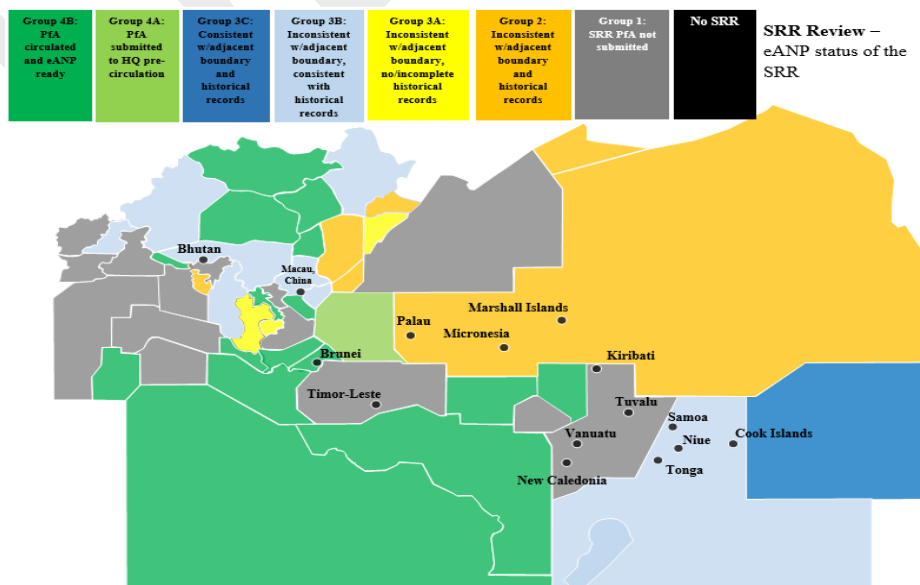 Group 4B:
PfA
circulated
and eANP
ready
Group 4A:
PfA
submitted
to HQ pre-
circulation
Group 3C:
Consistent
w/adjacent
boundary
and
historical
records
Group 3B:
Inconsistent
w/adjacent
boundary,
consistent
with
historical
records
Group 3A:
Inconsistent
w/adjacent
boundary,
no/incomplete
historical
records
Group 2:
Inconsistent
w/adjacent
boundary
and
historical
records
Group 1:
SRR PfA not
submitted
No SRR
SRR Review –
eANP status of the
SRR
Bhutan
Macau,
China
Marshall Islands
Palau
Micronesia
Brunei
Kiribati
Timor-Leste
Tuvalu
Samoa
Vanuatu
Niue
Cook Islands
New Caledonia
Tonga